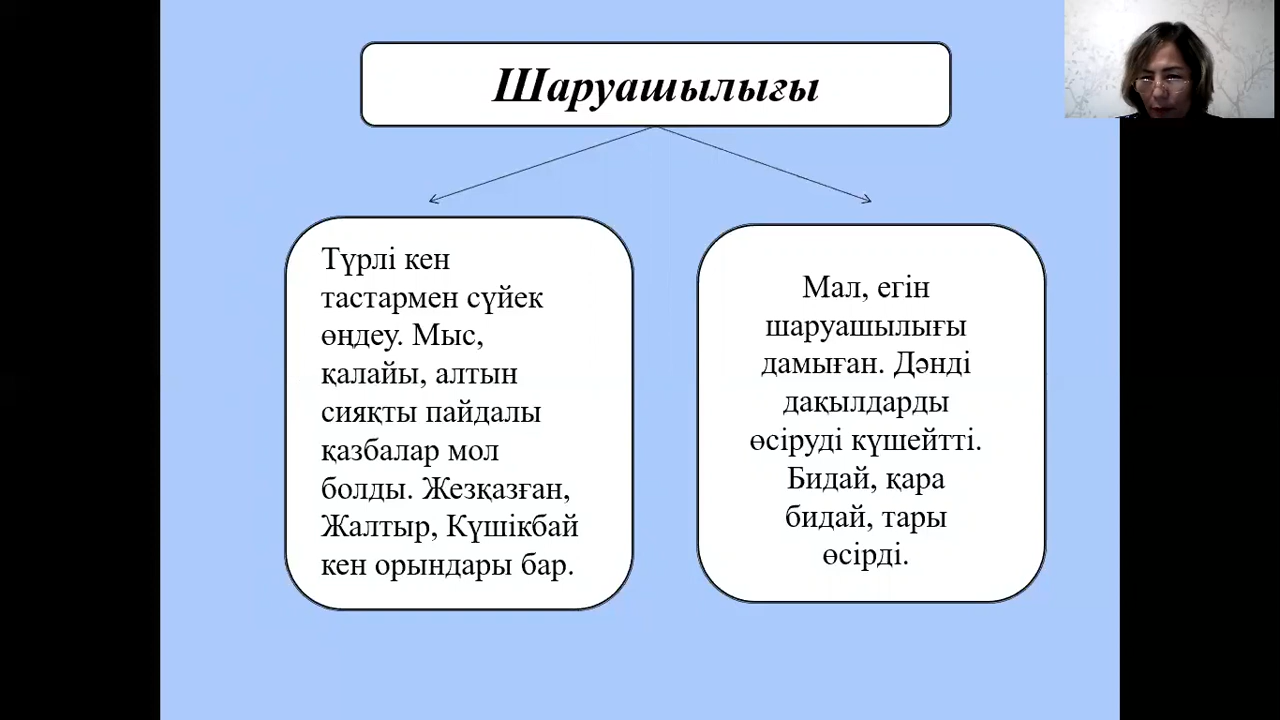 Шаруашылығы
Түрлі кен
тастармен сүйек
өңдеу. Мыс,
қалайы, алтын
сияқты пайдалы
қазбалар мол
болды. Жезқазған,
Жалтыр, Күшікбай
кен орындары бар.
Мал, егін
шаруашылығы
дамыған. Дәнді
дақылдарды
өсіруді күшейтті.
Бидай, қара
бидай, тары
өсірді.